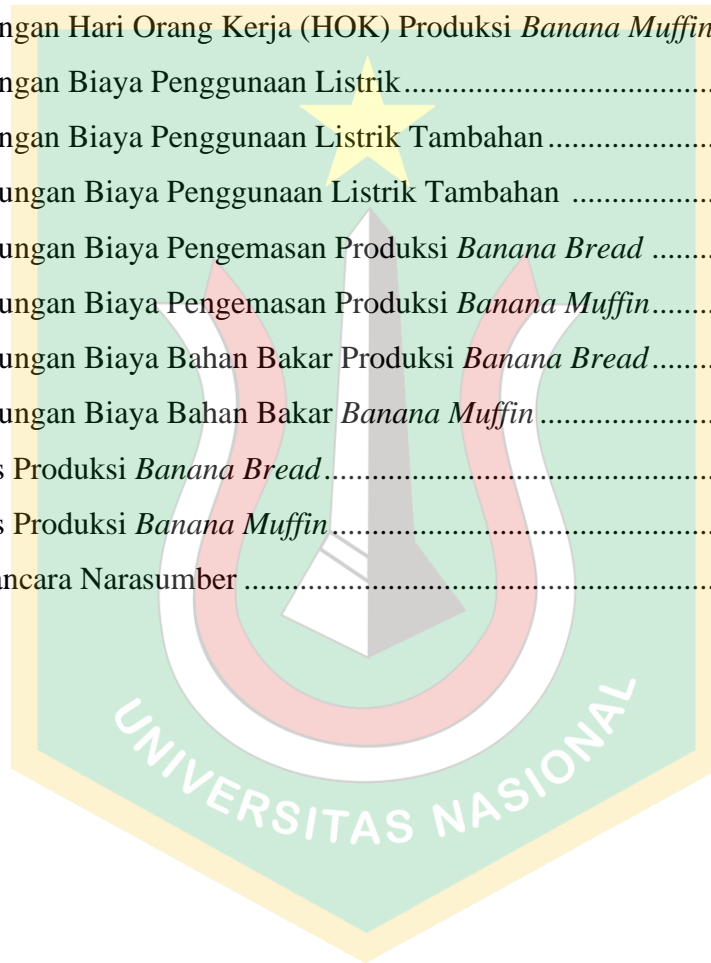 ngan Hari Orang Kerja (HOK) Produksi Banana Muffin
ngan Biaya Penggunaan Listrik
ngan Biaya Penggunaan Listrik Tambahan
ungan Biaya Penggunaan Listrik Tambahan
ungan Biaya Pengemasan Produksi Banana Bread
ungan Biaya Pengemasan Produksi Banana Muffin
ungan Biaya Bahan Bakar Produksi Banana Bread
ungan Biaya Bahan Bakar Banana Muffin
s Produksi Banana Bread
s Produksi Banana Muffin
ancara Narasumber
UNIVERSITAS NASIONAL